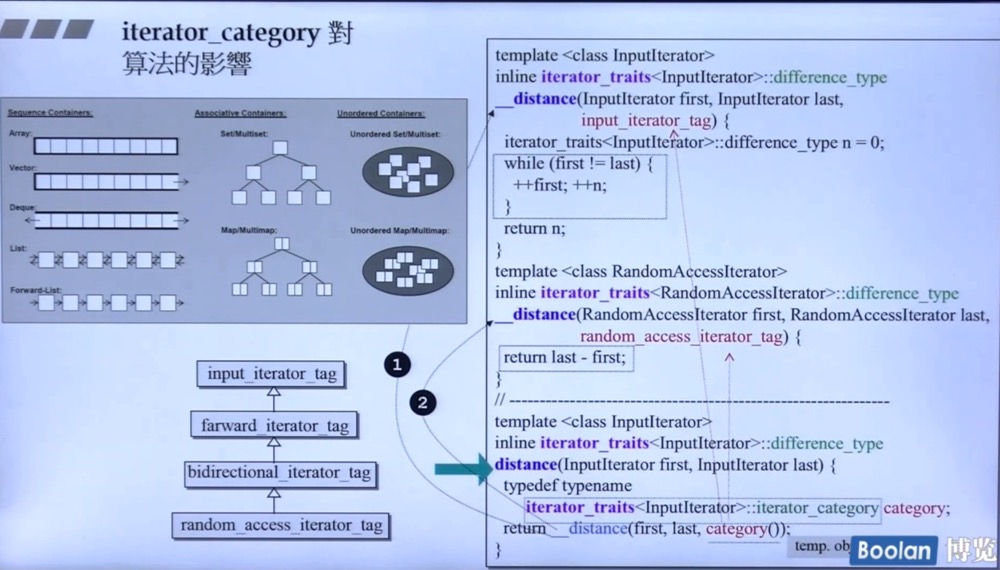 iterator_category 對
算法的影響
Sequence Containers:
Array:
Vector:
Deque:
List:
Forward-List:
Associative Containers:
Set/Multiset:
Map/Multimap:
Unordered Containers:
Unordered Set/Multiset:
Unordered Map/Multimap:
1
2
input_iterator_tag
farward_iterator_tag
bidirectional_iterator_tag
random_access_iterator_tag
template <class InputIterator>
inline iterator_traits<InputIterator>::difference_type
__distance(InputIterator first, InputIterator last,
input_iterator_tag) {
iterator_traits<InputIterator>::difference_type n = 0;
while (first != last) {
++first; ++n;
}
return n;
}
template <class RandomAccessIterator>
inline iterator_traits<RandomAccessIterator>::difference_type
__distance(RandomAccessIterator first, RandomAccessIterator last,
random_access_iterator_tag) {
return last - first;
}
// ---------------------------------------------------------------
template <class InputIterator>
inline iterator_traits<InputIterator>::difference_type
distance(InputIterator first, InputIterator last) {
typedef typename
iterator_traits<InputIterator>::iterator_category category;
return __distance(first, last, category());
}
temp.
Boolan 博览